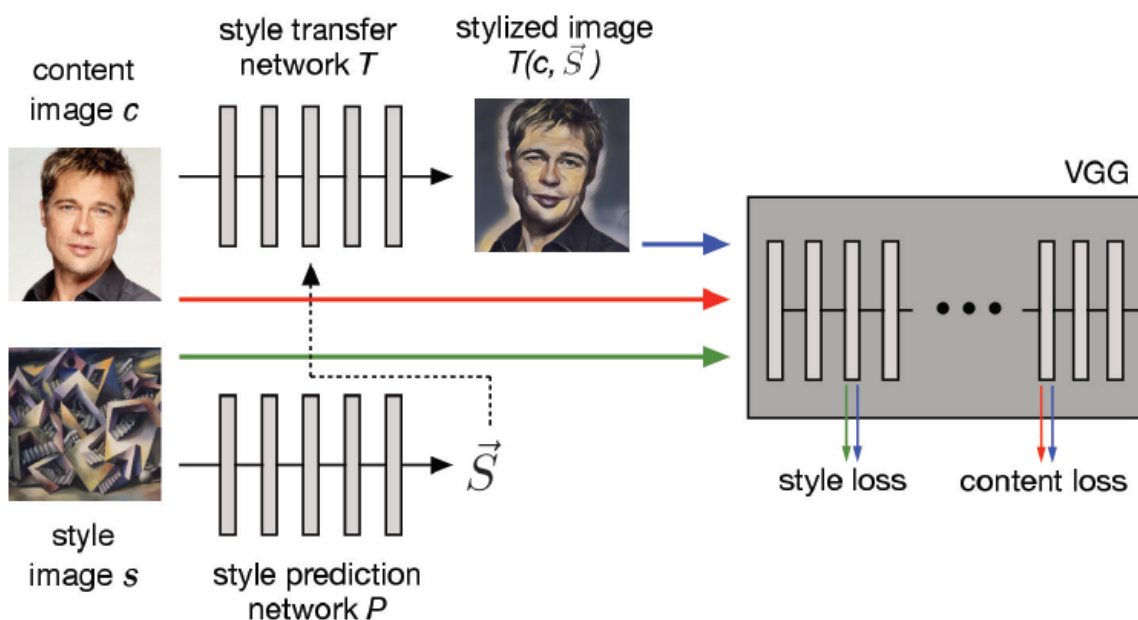 content
image c
style transfer
network T
stylized image
T(c, S⃗ )
VGG
style
image s
style prediction
network P
S⃗
style loss
content loss